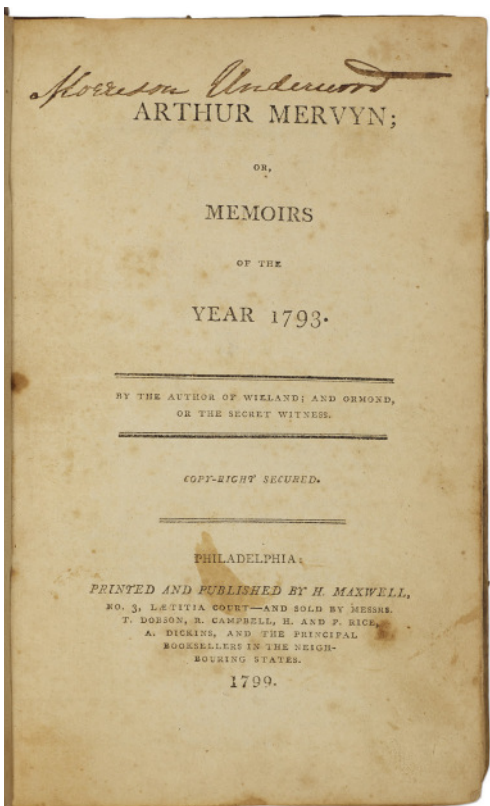 Morrison Underwood
ARTHUR MERVYN;
OR,
MEMOIRS
OF THE
YEAR 1793.
BY THE AUTHOR OF WIELAND; AND ORMOND,
OR THE SECRET WITNESS.
COPY-RIGHT SECURED.
PHILADELPHIA:
PRINTED AND PUBLISHED BY H. MAXWELL,
NO. 3, LÆTITIA COURT—AND SOLD BY MESSRS.
T. DOBSON, R. CAMPBELL, H. AND P. RICE,
A. DICKINS, AND THE PRINCIPAL
BOOKSELLERS IN THE NEIGH-
BOURING STATES.
1799.